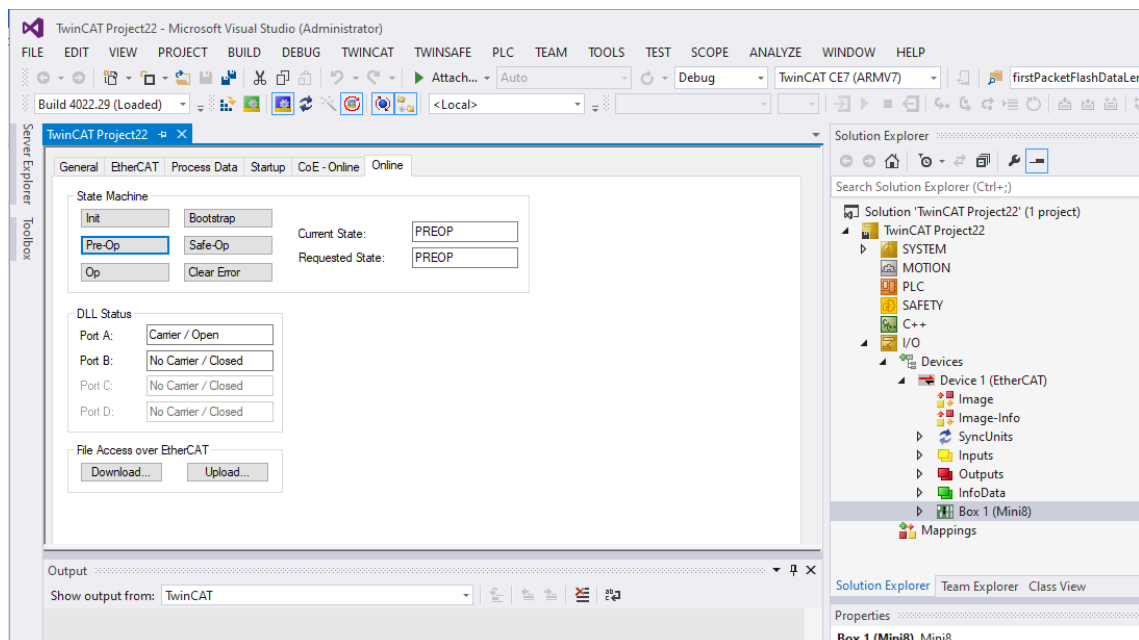 TwinCAT Project22 - Microsoft Visual Studio (Administrator)
FILE EDIT VIEW PROJECT BUILD DEBUG TWINCAT TWINSAFE PLC TEAM TOOLS TEST SCOPE ANALYZE WINDOW HELP
Attach... Auto Debug TwinCAT CE7 (ARMV7) firstPacketFlashDataLer
Build 4022.29 (Loaded) <Local>
Server Explorer
Toolbox
TwinCAT Project22
General EtherCAT Process Data Startup CoE - Online Online
State Machine
Init Bootstrap
Pre-Op Safe-Op
Op Clear Error
Current State: PREOP
Requested State: PREOP
DLL Status
Port A: Carrier / Open
Port B: No Carrier / Closed
Port C: No Carrier / Closed
Port D: No Carrier / Closed
File Access over EtherCAT
Download... Upload...
Output
Show output from: TwinCAT
Solution Explorer
Search Solution Explorer (Ctrl+;)
Solution 'TwinCAT Project22' (1 project)
TwinCAT Project22
SYSTEM
MOTION
PLC
SAFETY
C++
I/O
Devices
Device 1 (EtherCAT)
Image
Image-Info
SyncUnits
Inputs
Outputs
InfoData
Box 1 (Mini8)
Mappings
Solution Explorer Team Explorer Class View
Properties
Box 1 (Mini8) Mini8